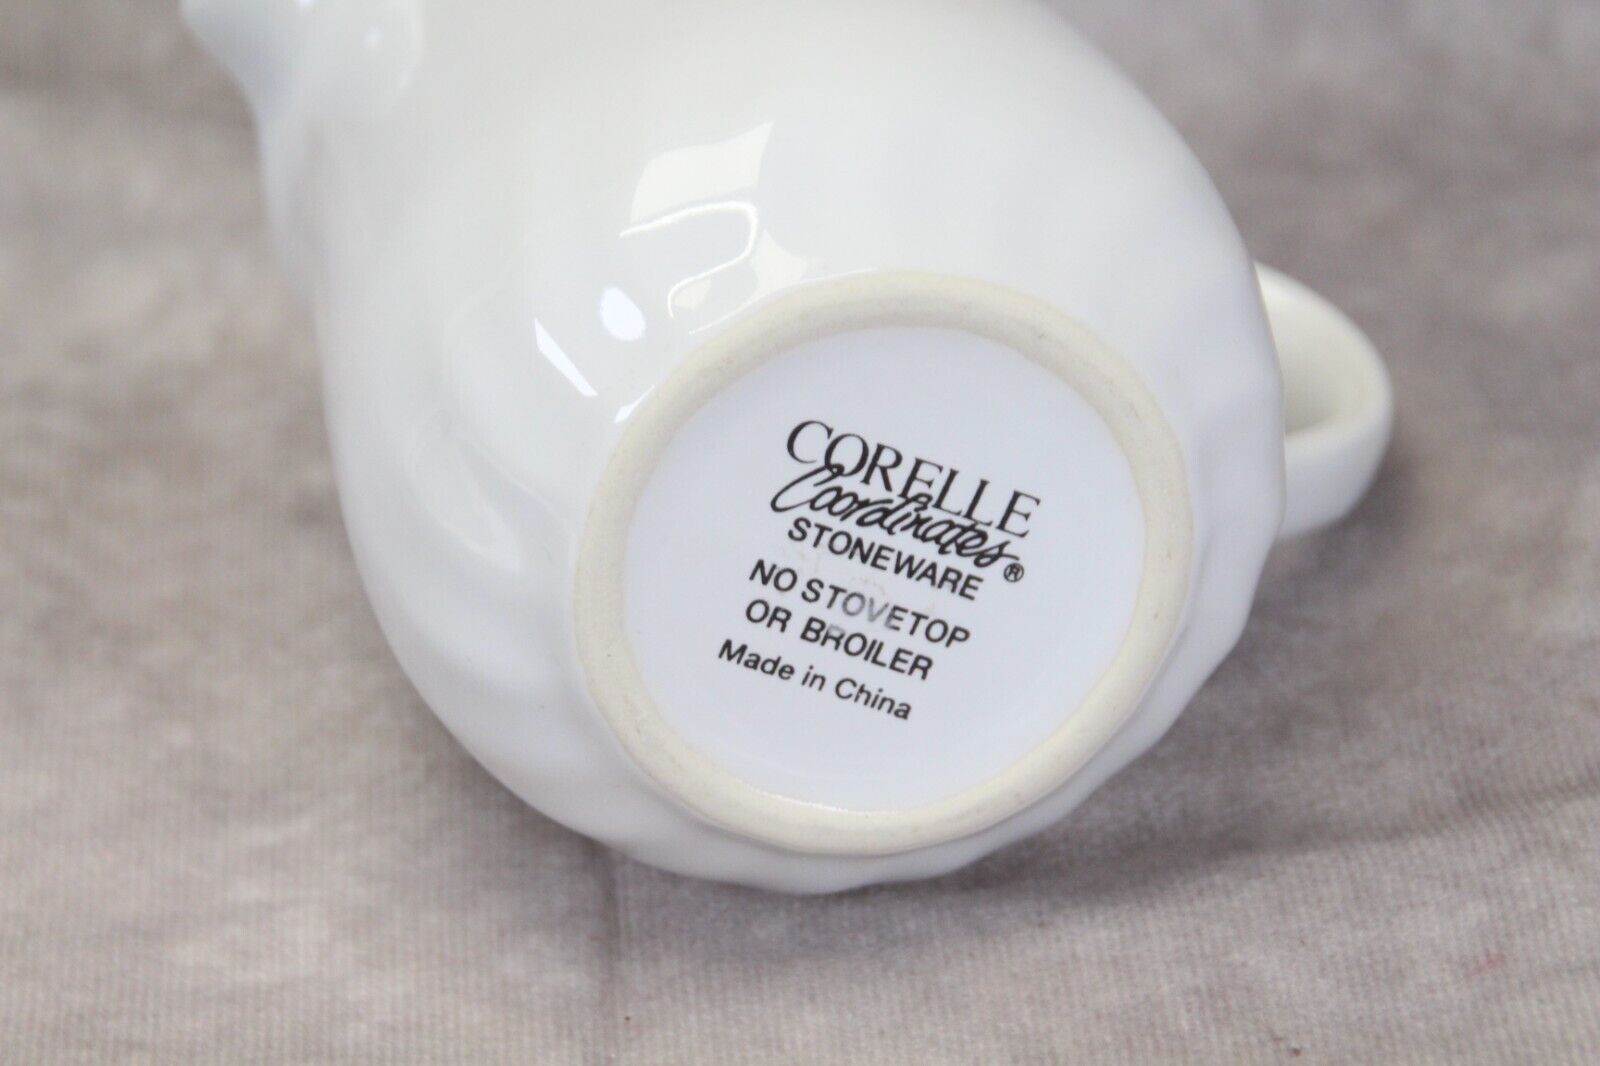 CORELLE
Coordinates®
STONEWARE
NO STOVETOP
OR BROILER
Made in China